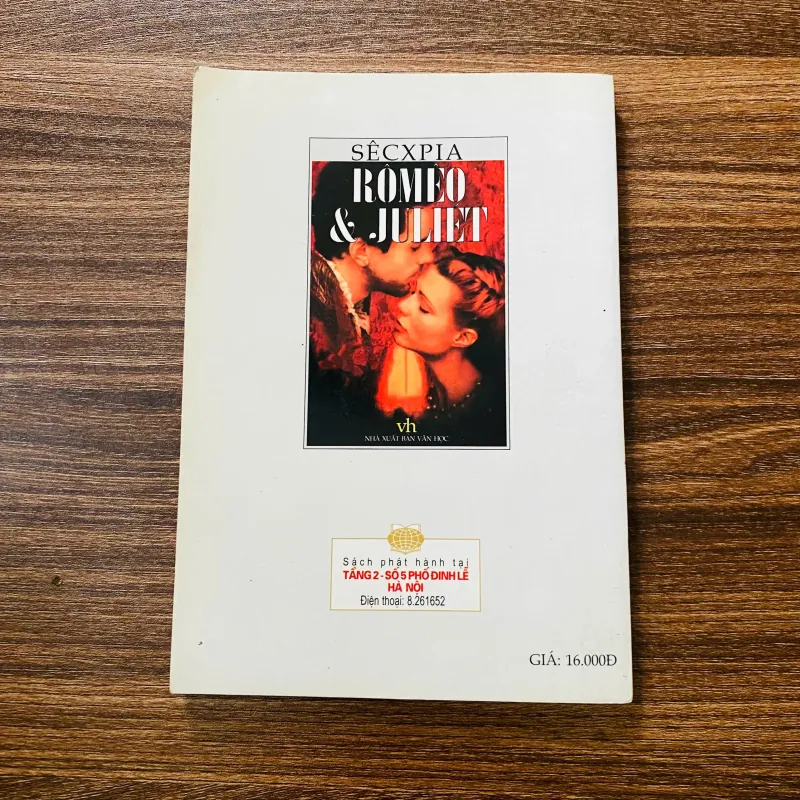 SÊCXPIA
RÔMÊO
& JULIET
vh
NHÀ XUẤT BẢN VĂN HỌC
Sách phát hành tại
TẦNG 2 - SỐ 5 PHỐ ĐINH LỄ
HÀ NỘI
Điện thoại: 8.261652
GIÁ: 16.000Đ